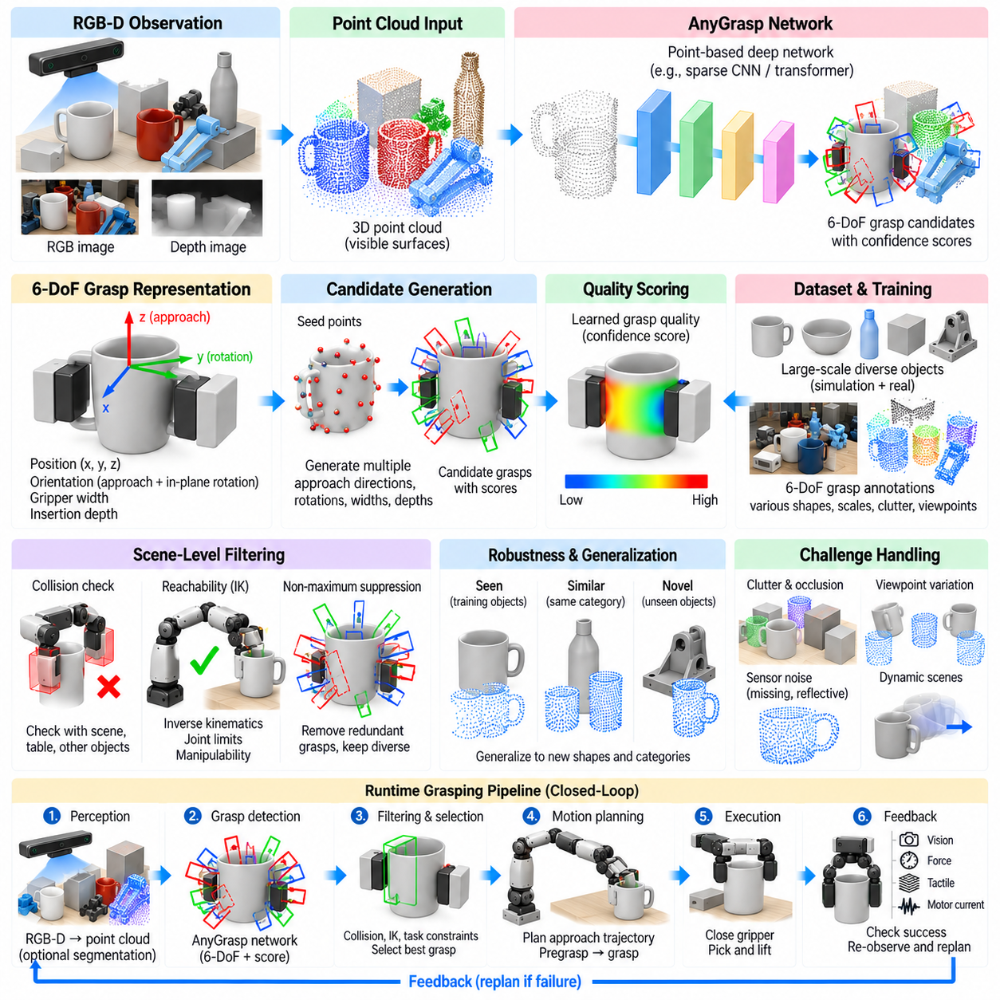 RGB-D Observation
RGB image
Depth image
Point Cloud Input
3D point cloud
(visible surfaces)
AnyGrasp Network
Point-based deep network
(e.g., sparse CNN / transformer)
6-DoF grasp candidates
with confidence scores
6-DoF Grasp Representation
z (approach)
y (rotation)
x
Position (x, y, z)
Orientation (approach + in-plane rotation)
Gripper width
Insertion depth
Candidate Generation
Seed points
Generate multiple
approach directions,
rotations, widths, depths
Candidate grasps
with scores
Quality Scoring
Learned grasp quality
(confidence score)
Low
High
Dataset & Training
Large-scale diverse objects
(simulation + real)
6-DoF grasp annotations
various shapes, scales, clutter, viewpoints
Scene-Level Filtering
Collision check
Check with scene,
table, other objects
Reachability (IK)
Inverse kinematics
Joint limits
Manipulability
Non-maximum suppression
Remove redundant
grasps, keep diverse
Robustness & Generalization
Seen
(training objects)
Similar
(same category)
Novel
(unseen objects)
Generalize to new shapes and categories
Challenge Handling
Clutter & occlusion
Viewpoint variation
Sensor noise
(missing, reflective)
Dynamic scenes
Runtime Grasping Pipeline (Closed-Loop)
1. Perception
RGB-D → point cloud
(optional segmentation)
2. Grasp detection
AnyGrasp network
(6-DoF + score)
3. Filtering & selection
Collision, IK, task constraints
Select best grasp
4. Motion planning
Plan approach trajectory
Pregrasp → grasp
5. Execution
Close gripper
Pick and lift
6. Feedback
Vision
Force
Tactile
Motor current
Check success
Re-observe and replan
Feedback (replan if failure)